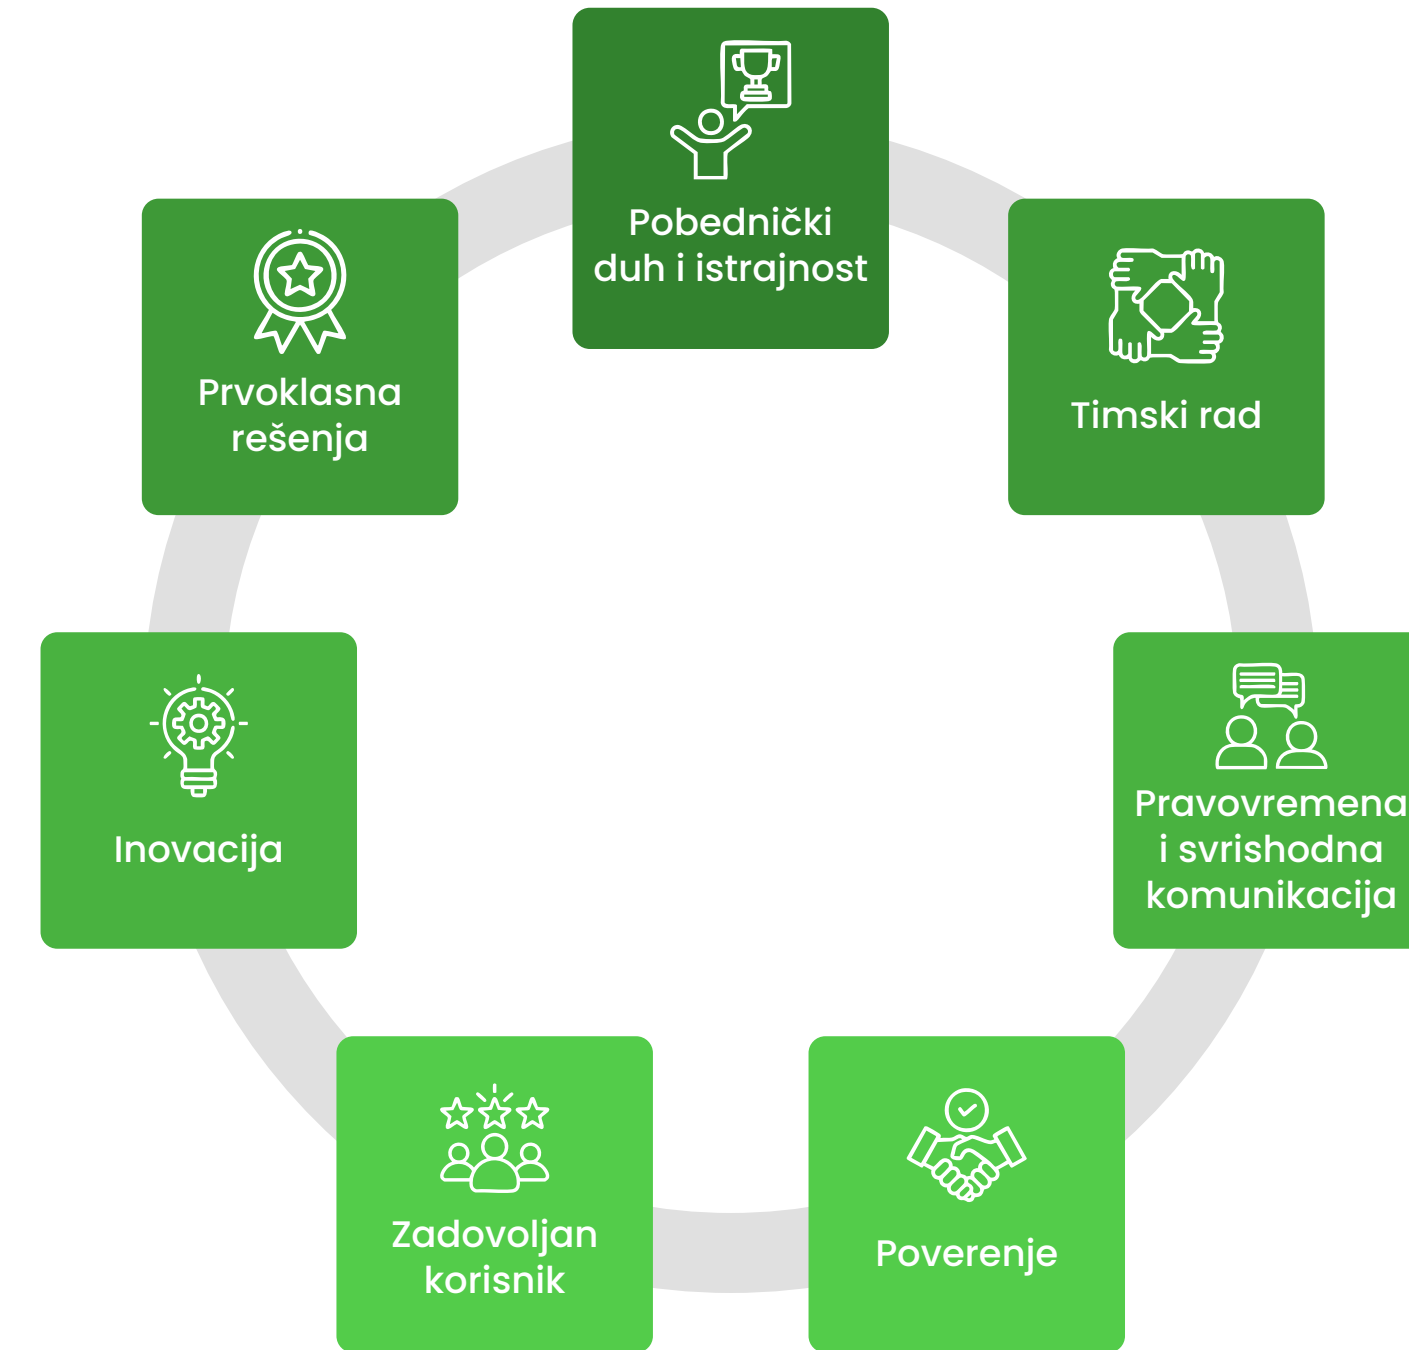 Pobednički
duh i istrajnost
Timski rad
Pravovremena
i svrishodna
komunikacija
Poverenje
Zadovoljan
korisnik
Inovacija
Prvoklasna
rešenja